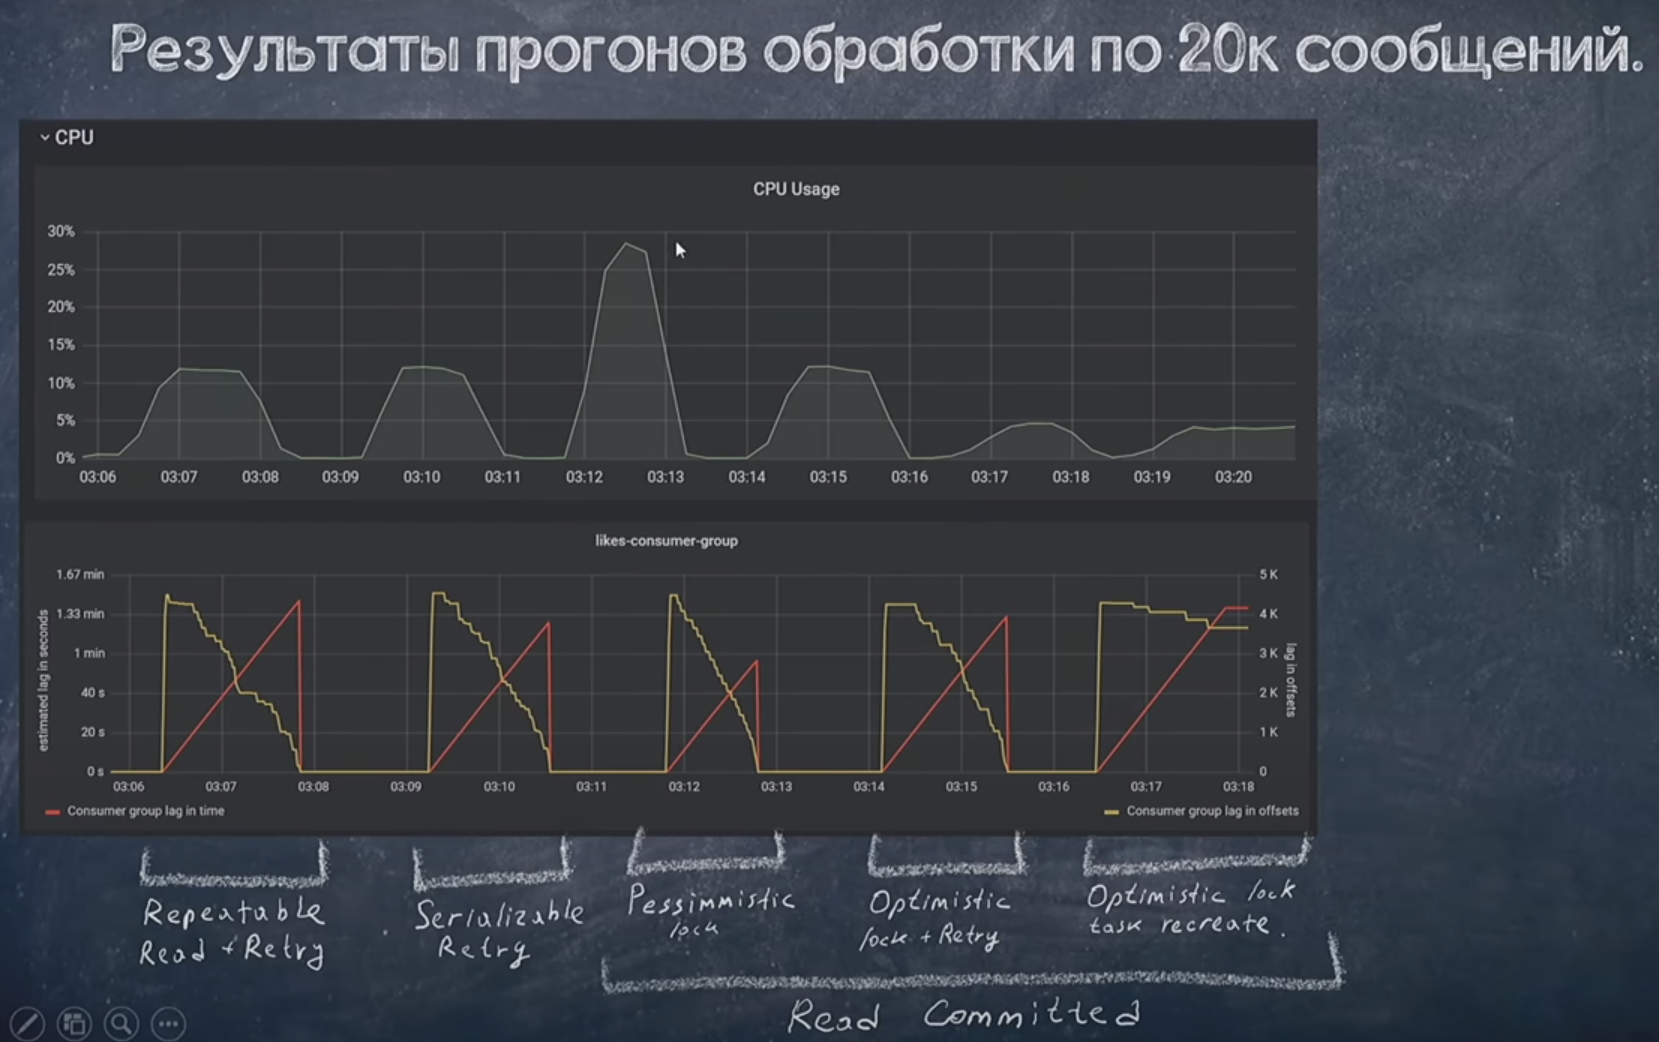 Результаты прогонов обработки по 20к сообщений.
CPU
CPU Usage
30%
25%
20%
15%
10%
5%
0%
03:06 03:07 03:08 03:09 03:10 03:11 03:12 03:13 03:14 03:15 03:16 03:17 03:18 03:19 03:20
likes-consumer-group
1.67 min 5 K
1.33 min 4 K
1 min 3 K
40 s 2 K
20 s 1 K
0 s 0
estimated lag in seconds
lag in offsets
03:06 03:07 03:08 03:09 03:10 03:11 03:12 03:13 03:14 03:15 03:16 03:17 03:18
Consumer group lag in time Consumer group lag in offsets
Repeatable
Read + Retry
Serializable
Retry
Pessimmistic
lock
Optimistic
lock + Retry
Optimistic lock
task recreate.
Read Committed